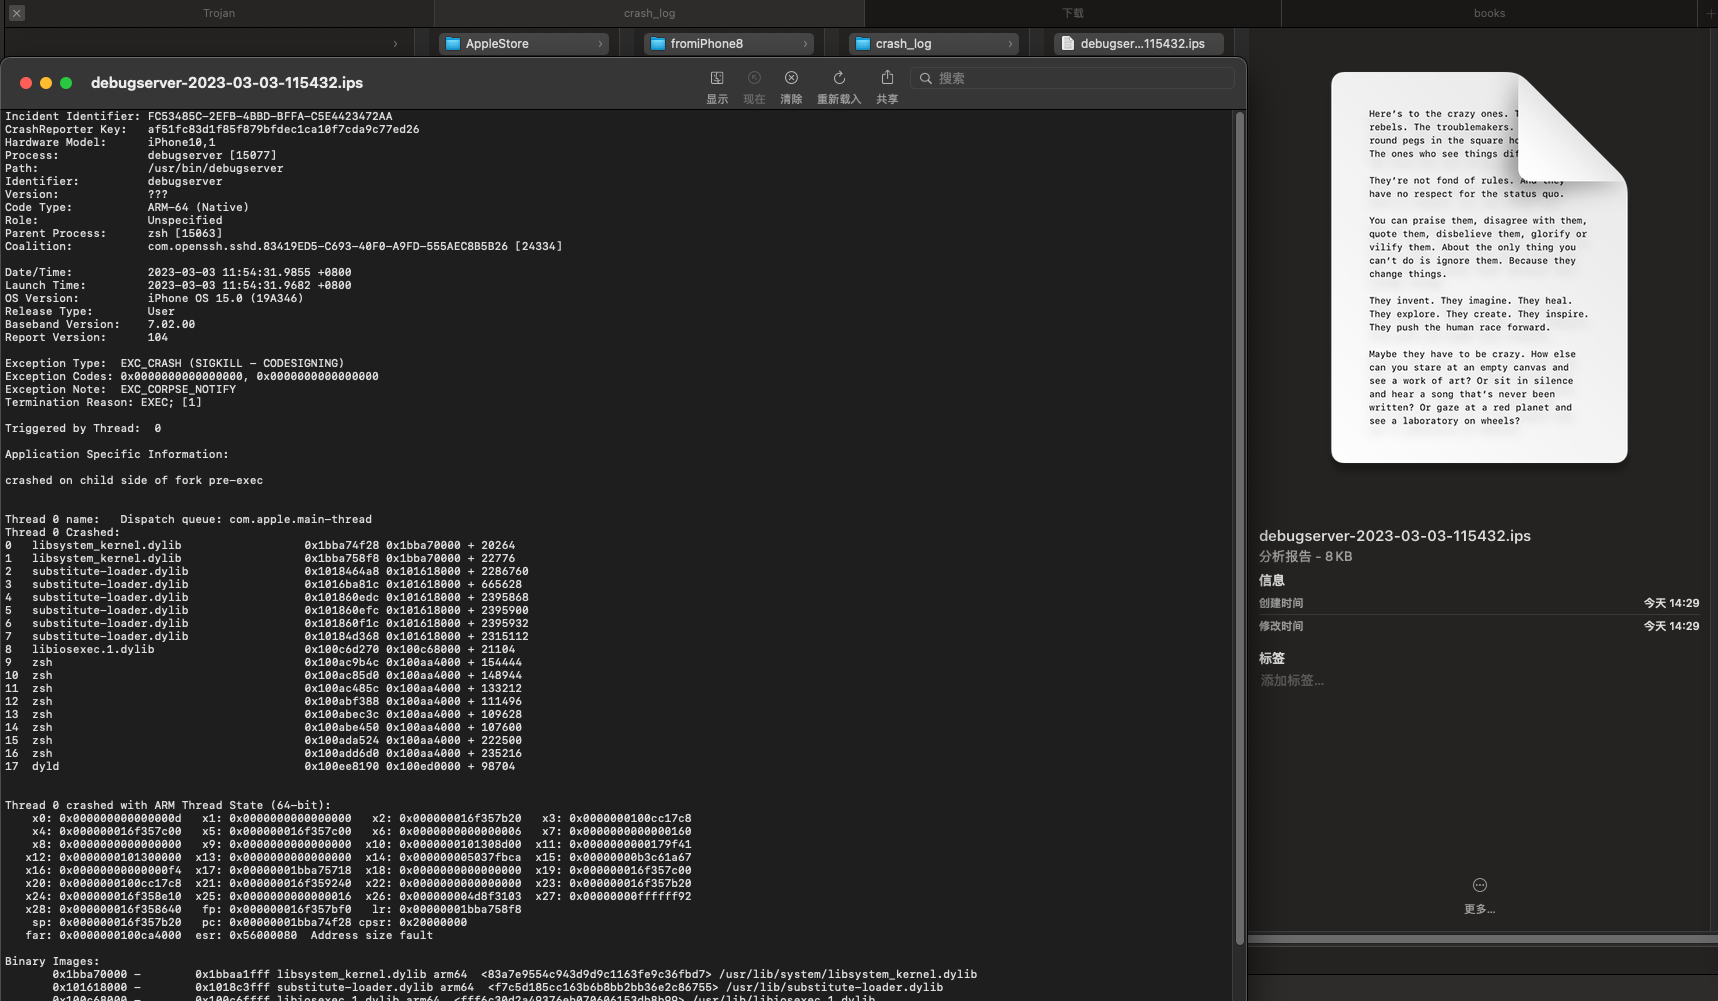 Trojan
crash_log
下载
books
AppleStore
fromiPhone8
crash_log
debugser...115432.ips
debugserver-2023-03-03-115432.ips
显示
现在
清除
重新载入
共享
搜索
Incident Identifier: FC53485C-2EFB-4BBD-BFFA-C5E4423472AA
CrashReporter Key: af51fc83d1f85f879bfdec1ca10f7cda9c77ed26
Hardware Model: iPhone10,1
Process: debugserver [15077]
Path: /usr/bin/debugserver
Identifier: debugserver
Version: ???
Code Type: ARM-64 (Native)
Role: Unspecified
Parent Process: zsh [15063]
Coalition: com.openssh.sshd.83419ED5-C693-40F0-A9FD-555AEC8B5B26 [24334]
Date/Time: 2023-03-03 11:54:31.9855 +0800
Launch Time: 2023-03-03 11:54:31.9682 +0800
OS Version: iPhone OS 15.0 (19A346)
Release Type: User
Baseband Version: 7.02.00
Report Version: 104
Exception Type: EXC_CRASH (SIGKILL - CODESIGNING)
Exception Codes: 0x0000000000000000, 0x0000000000000000
Exception Note: EXC_CORPSE_NOTIFY
Termination Reason: EXEC; [1]
Triggered by Thread: 0
Application Specific Information:
crashed on child side of fork pre-exec
Thread 0 name: Dispatch queue: com.apple.main-thread
Thread 0 Crashed:
0 libsystem_kernel.dylib 0x1bba74f28 0x1bba70000 + 20264
1 libsystem_kernel.dylib 0x1bba758f8 0x1bba70000 + 22776
2 substitute-loader.dylib 0x1018464a8 0x101618000 + 2286760
3 substitute-loader.dylib 0x1016ba81c 0x101618000 + 665628
4 substitute-loader.dylib 0x101860edc 0x101618000 + 2395868
5 substitute-loader.dylib 0x101860efc 0x101618000 + 2395900
6 substitute-loader.dylib 0x101860f1c 0x101618000 + 2395932
7 substitute-loader.dylib 0x10184d368 0x101618000 + 2315112
8 libiosexec.1.dylib 0x100c6d270 0x100c68000 + 21104
9 zsh 0x100ac9b4c 0x100aa4000 + 154444
10 zsh 0x100ac85d0 0x100aa4000 + 148944
11 zsh 0x100ac485c 0x100aa4000 + 133212
12 zsh 0x100abf388 0x100aa4000 + 111496
13 zsh 0x100abec3c 0x100aa4000 + 109628
14 zsh 0x100abe450 0x100aa4000 + 107600
15 zsh 0x100ada524 0x100aa4000 + 222500
16 zsh 0x100add6d0 0x100aa4000 + 235216
17 dyld 0x100ee8190 0x100ed0000 + 98704
Thread 0 crashed with ARM Thread State (64-bit):
x0: 0x000000000000000d x1: 0x0000000000000000 x2: 0x000000016f357b20 x3: 0x0000000100cc17c8
x4: 0x000000016f357c00 x5: 0x000000016f357c00 x6: 0x0000000000000006 x7: 0x0000000000000160
x8: 0x0000000000000000 x9: 0x0000000000000000 x10: 0x0000000101308d00 x11: 0x0000000000179f41
x12: 0x0000000101300000 x13: 0x0000000000000000 x14: 0x000000005037fbca x15: 0x00000000b3c61a67
x16: 0x00000000000000f4 x17: 0x00000001bba75718 x18: 0x0000000000000000 x19: 0x000000016f357c00
x20: 0x0000000100cc17c8 x21: 0x000000016f359240 x22: 0x0000000000000000 x23: 0x000000016f357b20
x24: 0x000000016f358e10 x25: 0x0000000000000016 x26: 0x000000004d8f3103 x27: 0x00000000ffffff92
x28: 0x000000016f358640 fp: 0x000000016f357bf0 lr: 0x00000001bba758f8
sp: 0x000000016f357b20 pc: 0x00000001bba74f28 cpsr: 0x20000000
far: 0x0000000100ca4000 esr: 0x56000080 Address size fault
Binary Images:
0x1bba70000 - 0x1bbaa1fff libsystem_kernel.dylib arm64 <83a7e9554c943d9d9c1163fe9c36fbd7> /usr/lib/system/libsystem_kernel.dylib
0x101618000 - 0x1018c3fff substitute-loader.dylib arm64 <f7c5d185cc163b6b8bb2bb36e2c86755> /usr/lib/substitute-loader.dylib
0x100c68000 - 0x100c6ffff libiosexec.1.dylib arm64 <fff6c30d2a49376eb070606153db8b99> /usr/lib/libiosexec.1.dylib
Here's to the crazy ones.
rebels. The troublemakers.
round pegs in the square
The ones who see things
They're not fond of rules. And they
have no respect for the status quo.
You can praise them, disagree with them,
quote them, disbelieve them, glorify or
vilify them. About the only thing you
can't do is ignore them. Because they
change things.
They invent. They imagine. They heal.
They explore. They create. They inspire.
They push the human race forward.
Maybe they have to be crazy. How else
can you stare at an empty canvas and
see a work of art? Or sit in silence
and hear a song that's never been
written? Or gaze at a red planet and
see a laboratory on wheels?
debugserver-2023-03-03-115432.ips
分析报告 - 8 KB
信息
创建时间 今天 14:29
修改时间 今天 14:29
标签
添加标签...
更多...